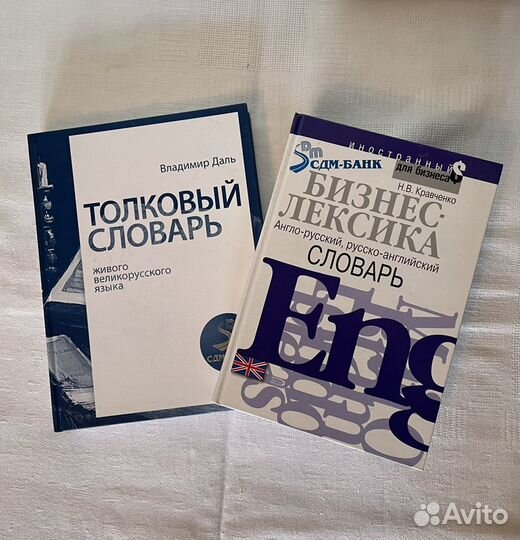 Владимир Даль
ТОЛКОВЫЙ
СЛОВАРЬ
живого
великорусского
языка
СДМ
иностранный
для бизнеса
СДМ-БАНК
Н.В. Кравченко
БИЗНЕС-
ЛЕКСИКА
Англо-русский, русско-английский
СЛОВАРЬ
Eng
Avito